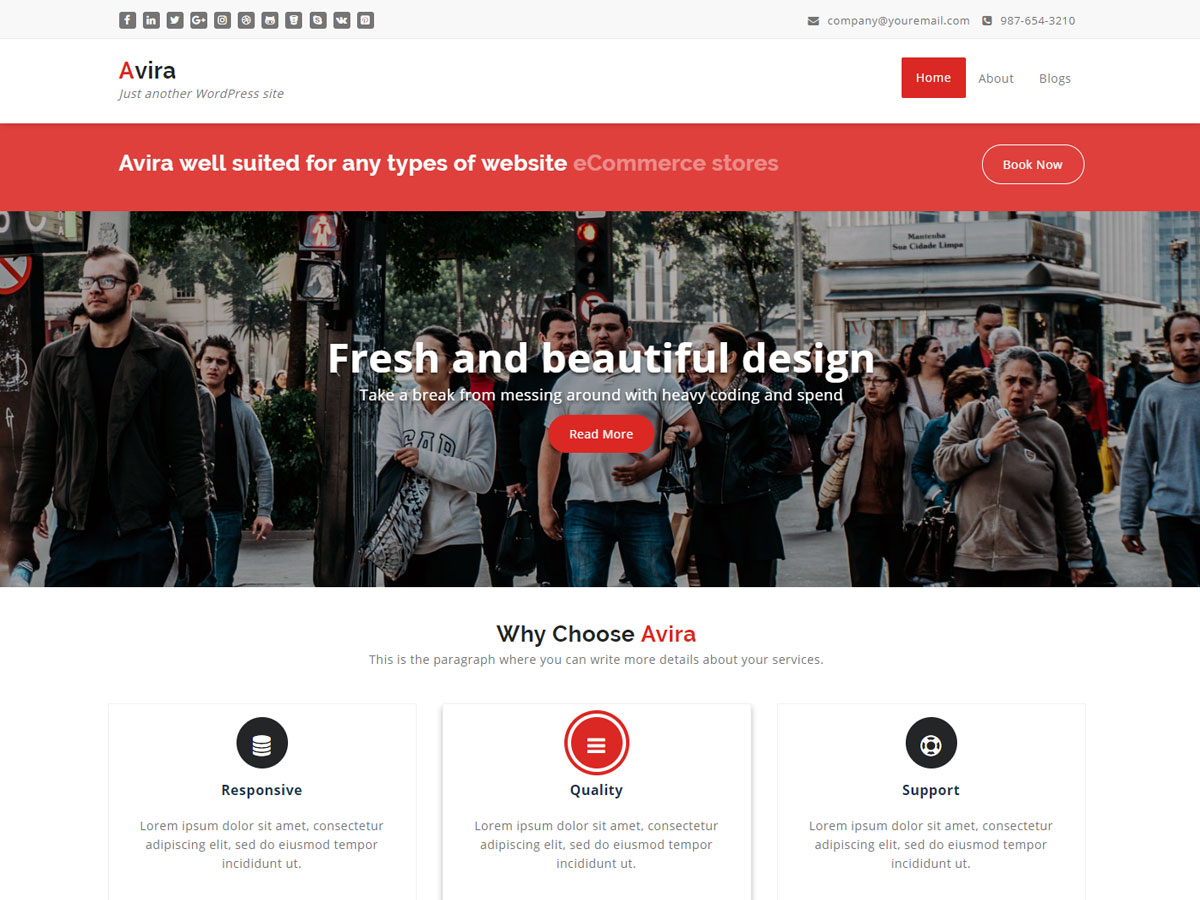 company@youremail.com 987-654-3210
Avira
Just another WordPress site
Home About Blogs
Avira well suited for any types of website eCommerce stores
Book Now
Mantenha
Sua Cidade Limpa
Fresh and beautiful design
Take a break from messing around with heavy coding and spend
GAP
Read More
Why Choose Avira
This is the paragraph where you can write more details about your services.
Responsive
Lorem ipsum dolor sit amet, consectetur
adipiscing elit, sed do eiusmod tempor
incididunt ut.
Quality
Lorem ipsum dolor sit amet, consectetur
adipiscing elit, sed do eiusmod tempor
incididunt ut.
Support
Lorem ipsum dolor sit amet, consectetur
adipiscing elit, sed do eiusmod tempor
incididunt ut.